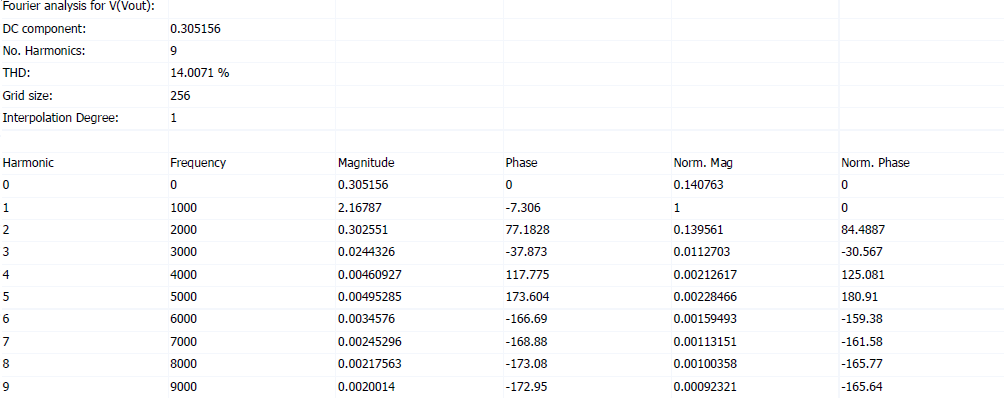 Fourier analysis for V(Vout):
DC component: 0.305156
No. Harmonics: 9
THD: 14.0071 %
Grid size: 256
Interpolation Degree: 1
Harmonic Frequency Magnitude Phase Norm. Mag Norm. Phase
0 0 0.305156 0 0.140763 0
1 1000 2.16787 -7.306 1 0
2 2000 0.302551 77.1828 0.139561 84.4887
3 3000 0.0244326 -37.873 0.0112703 -30.567
4 4000 0.00460927 117.775 0.00212617 125.081
5 5000 0.00495285 173.604 0.00228466 180.91
6 6000 0.0034576 -166.69 0.00159493 -159.38
7 7000 0.00245296 -168.88 0.00113151 -161.58
8 8000 0.00217563 -173.08 0.00100358 -165.77
9 9000 0.0020014 -172.95 0.00092321 -165.64